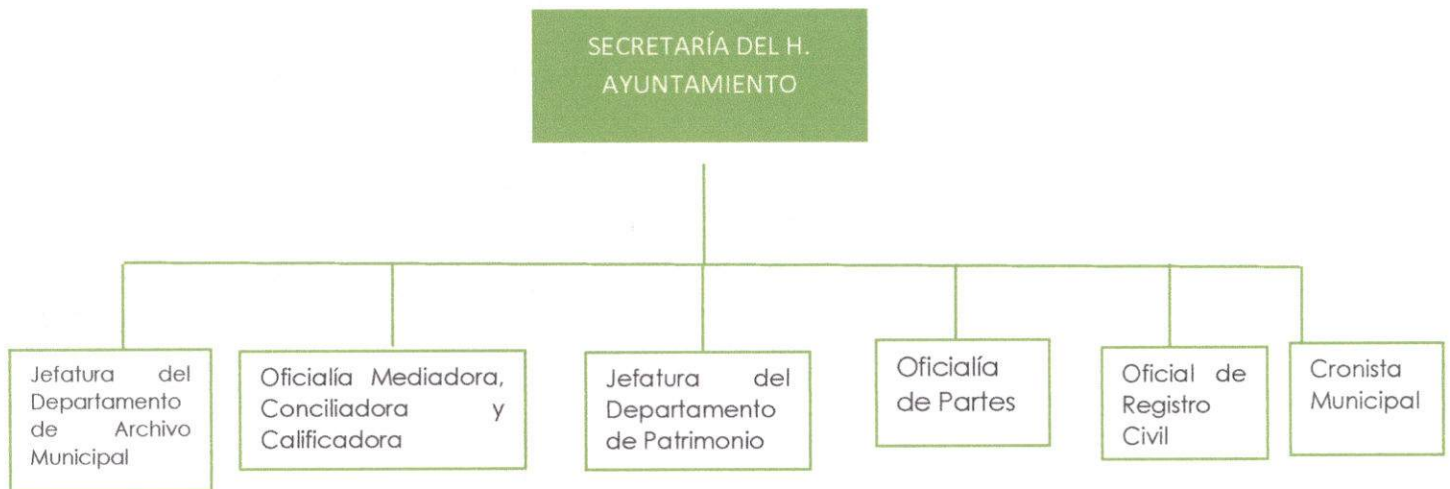 SECRETARÍA DEL H.
AYUNTAMIENTO
Jefatura del
Departamento
de Archivo
Municipal
Oficialía Mediadora,
Conciliadora y
Calificadora
Jefatura del
Departamento
de Patrimonio
Oficialía
de Partes
Oficial de
Registro
Civil
Cronista
Municipal